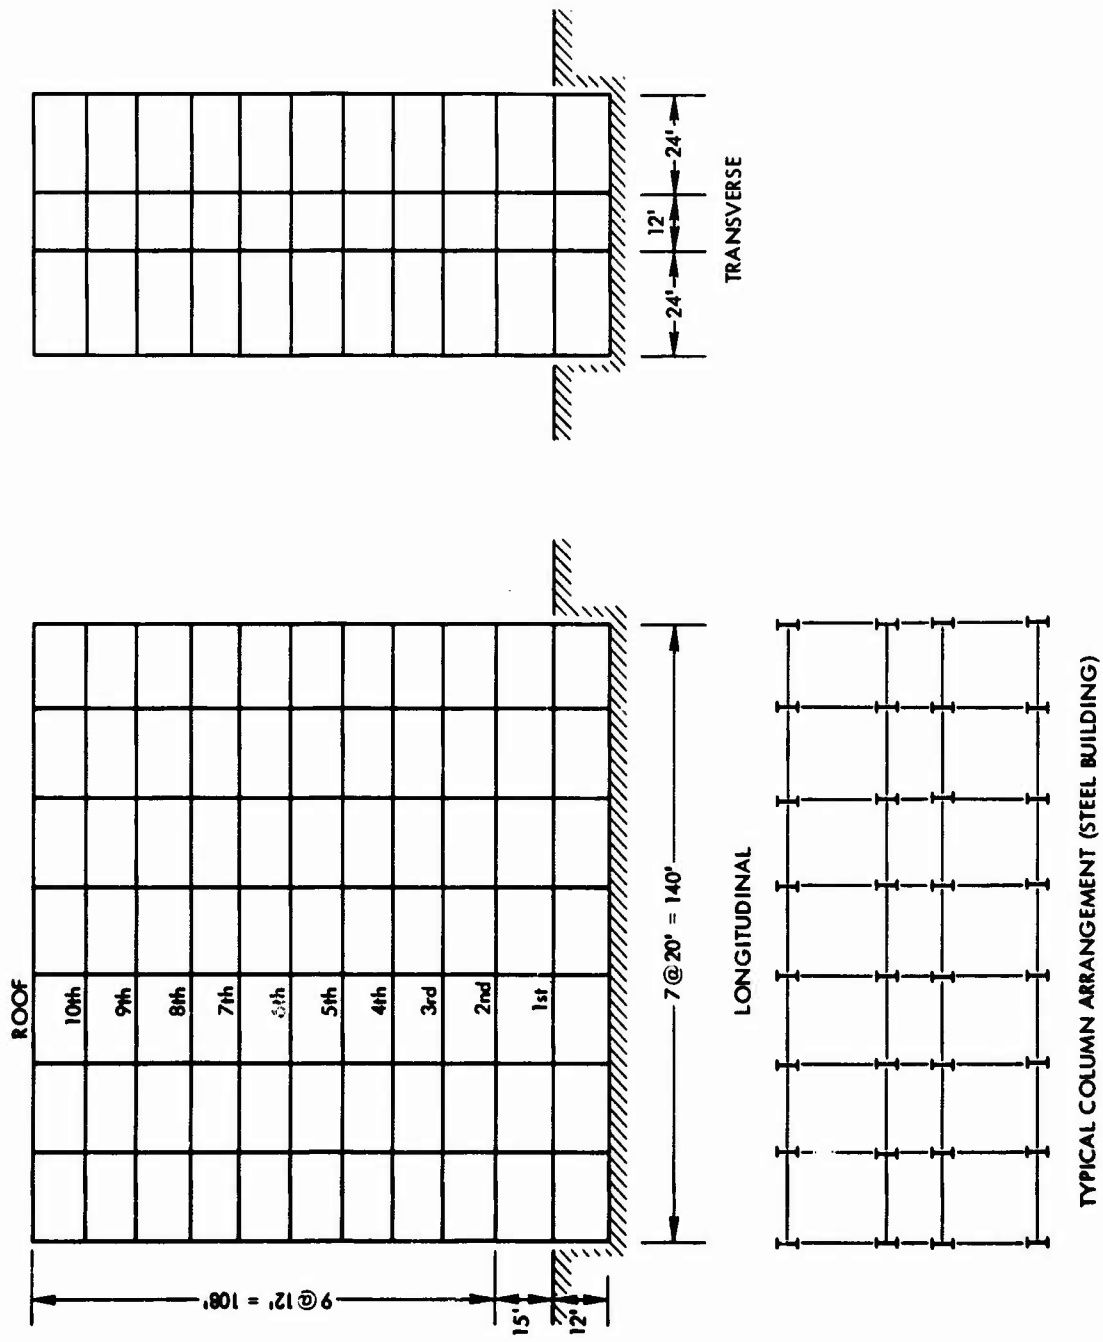 ROOF
10th
9th
8th
7th
6th
5th
4th
3rd
2nd
1st
9 @ 12' = 108'
15'
12'
7 @ 20' = 140'
LONGITUDINAL
24'
12'
24'
TRANSVERSE
TYPICAL COLUMN ARRANGEMENT (STEEL BUILDING)